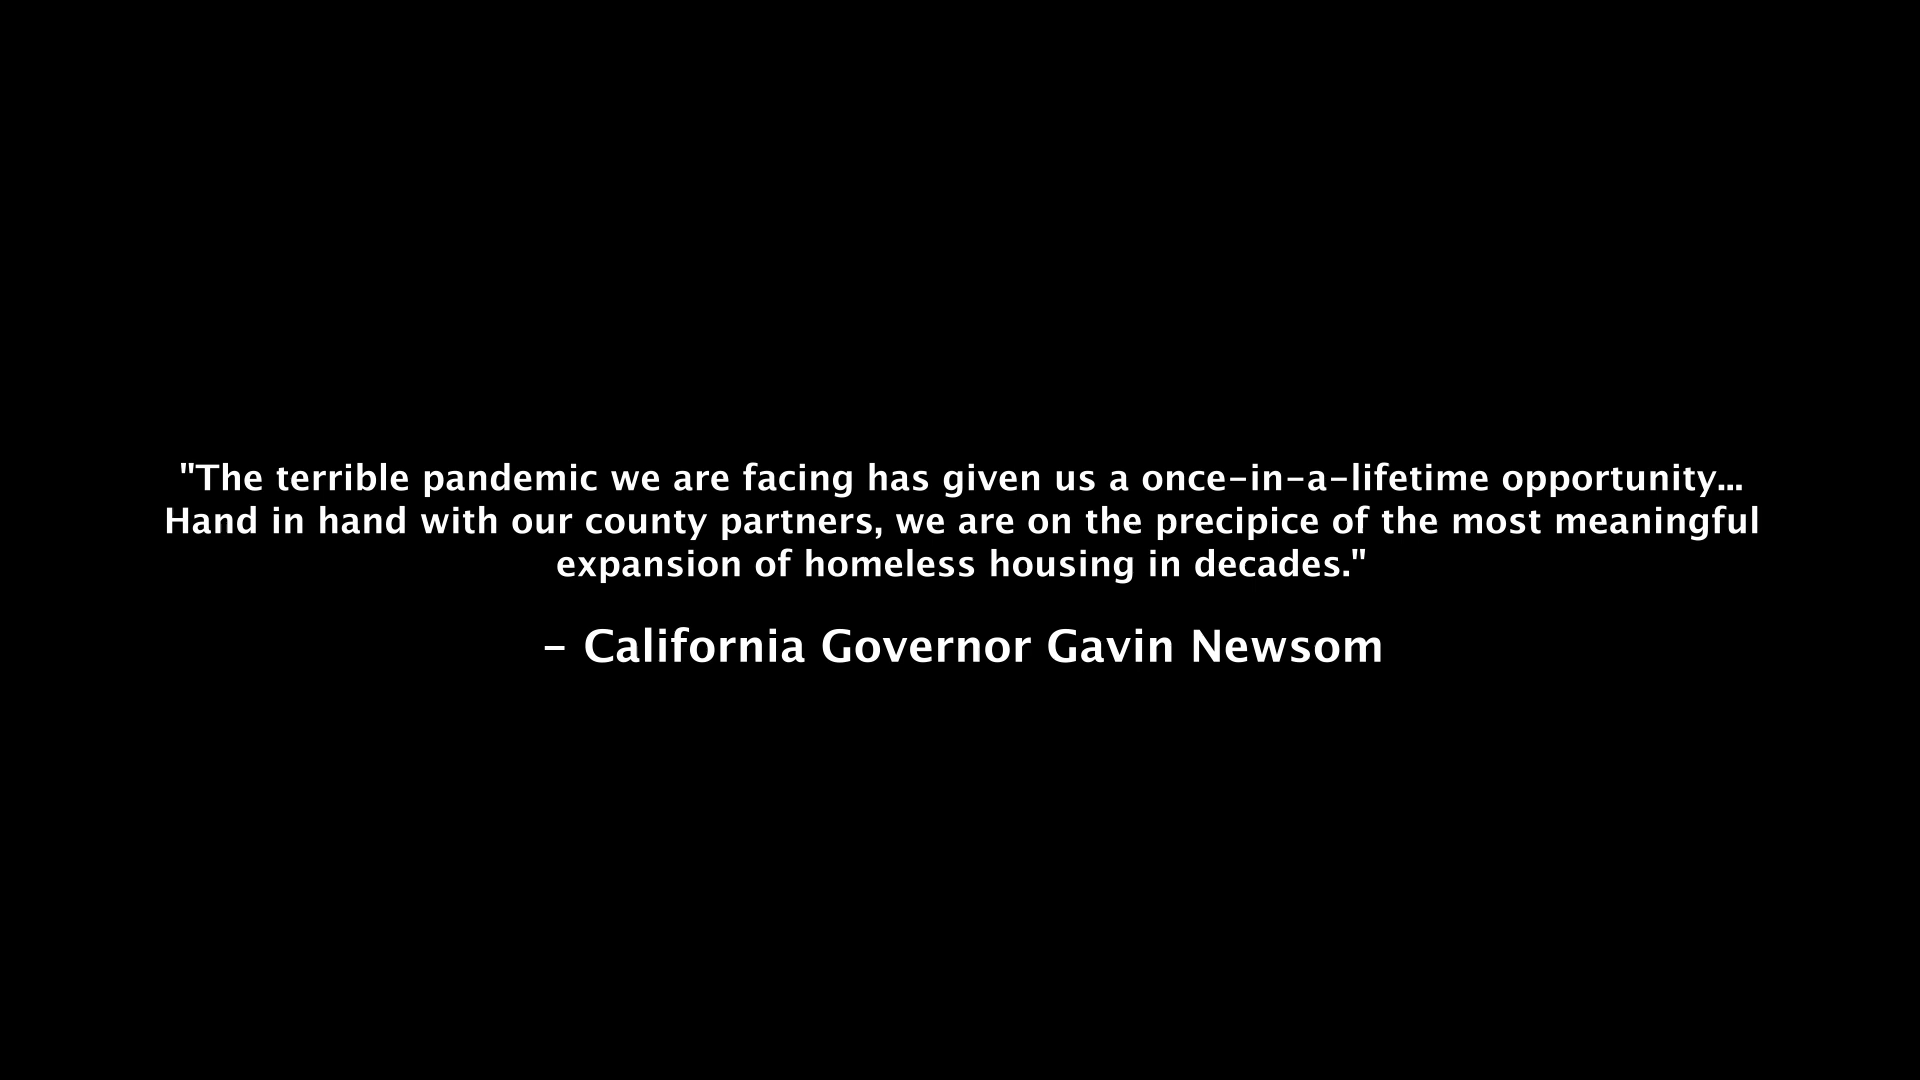 "The terrible pandemic we are facing has given us a once-in-a-lifetime opportunity...
Hand in hand with our county partners, we are on the precipice of the most meaningful
expansion of homeless housing in decades."
- California Governor Gavin Newsom